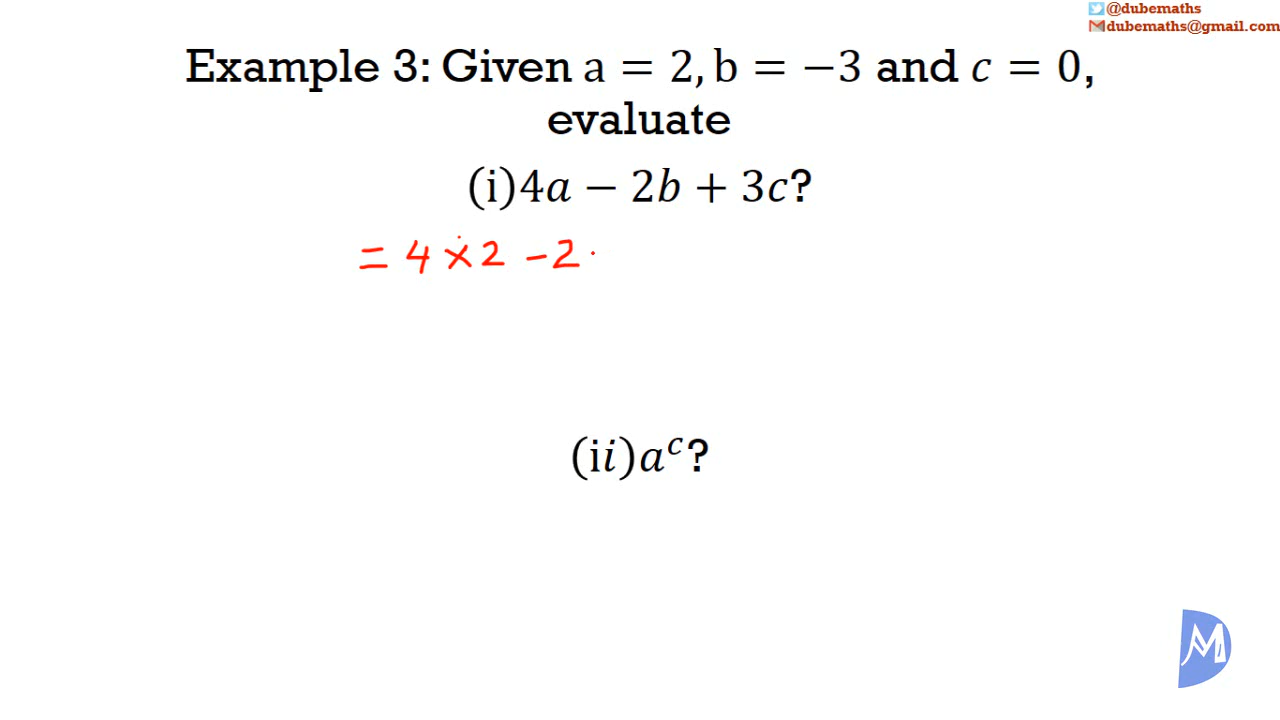 @dubemaths
dubemaths@gmail.com
Example 3: Given a = 2, b = −3 and c = 0,
evaluate
(i)4a − 2b + 3c?
= 4 × 2 − 2
(ii)a^c?
DM